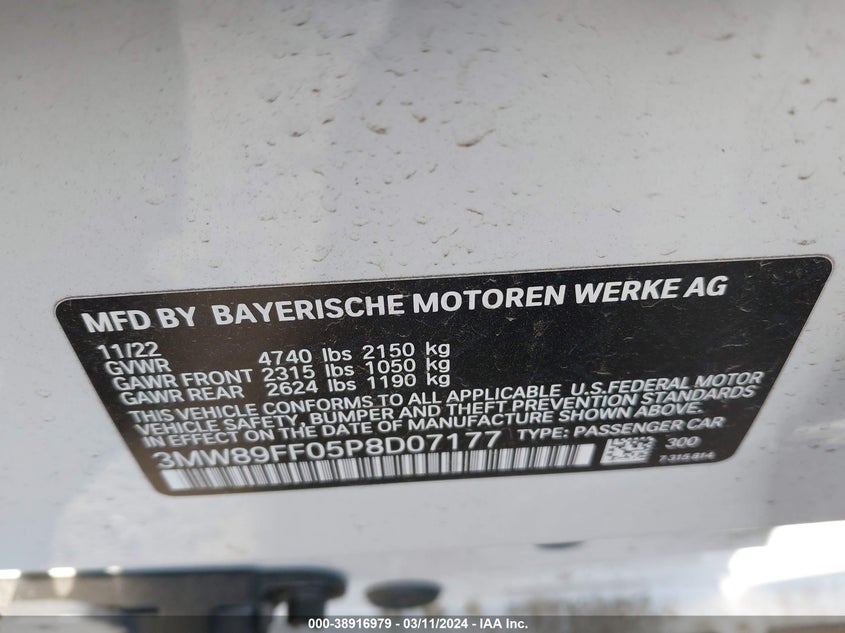 MFD BY BAYERISCHE MOTOREN WERKE AG
11/22
GVWR 4740 lbs 2150 kg
GAWR FRONT 2315 lbs 1050 kg
GAWR REAR 2624 lbs 1190 kg
THIS VEHICLE CONFORMS TO ALL APPLICABLE U.S.FEDERAL MOTOR
VEHICLE SAFETY, BUMPER AND THEFT PREVENTION STANDARDS
IN EFFECT ON THE DATE OF MANUFACTURE SHOWN ABOVE.
3MW89FF05P8D07177 TYPE: PASSENGER CAR
300
7 315 814
000-38916979 - 03/11/2024 - IAA Inc.